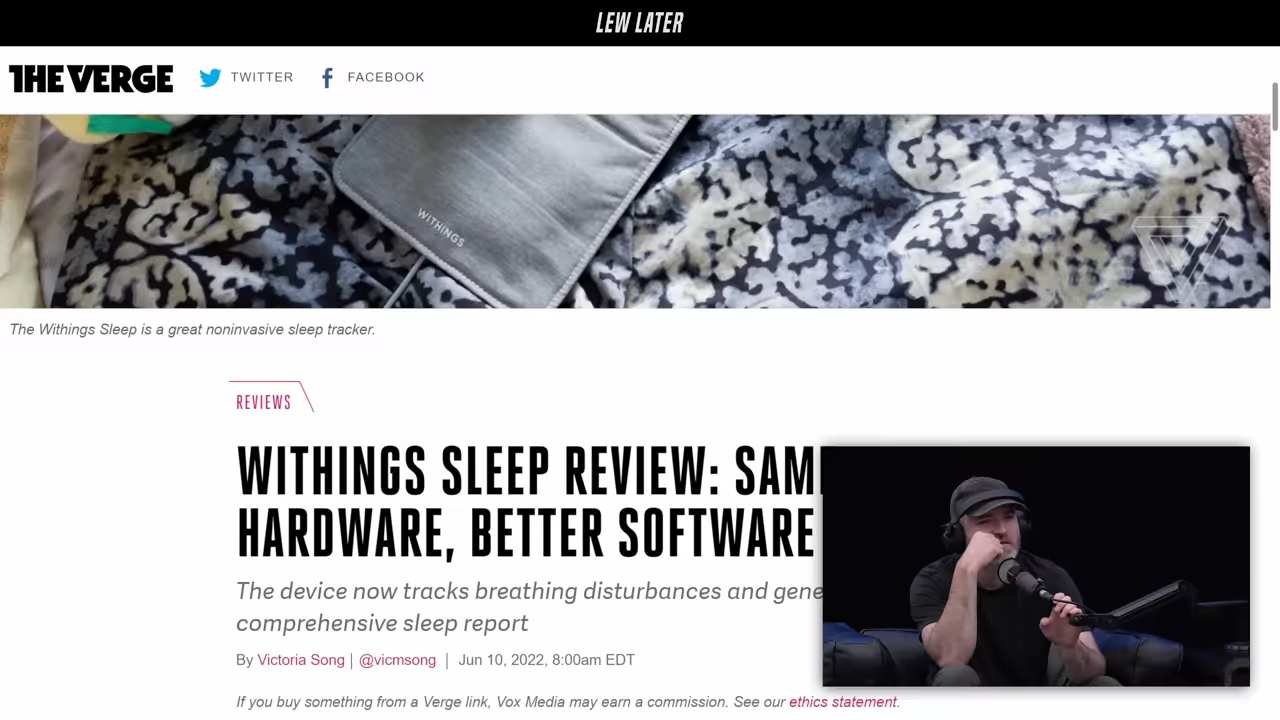 LEW LATER
THE VERGE TWITTER FACEBOOK
WITHINGS
The Withings Sleep is a great noninvasive sleep tracker.
REVIEWS
WITHINGS SLEEP REVIEW: SAM
HARDWARE, BETTER SOFTWARE
The device now tracks breathing disturbances and gene
comprehensive sleep report
By Victoria Song | @vicmsong | Jun 10, 2022, 8:00am EDT
If you buy something from a Verge link, Vox Media may earn a commission. See our ethics statement.